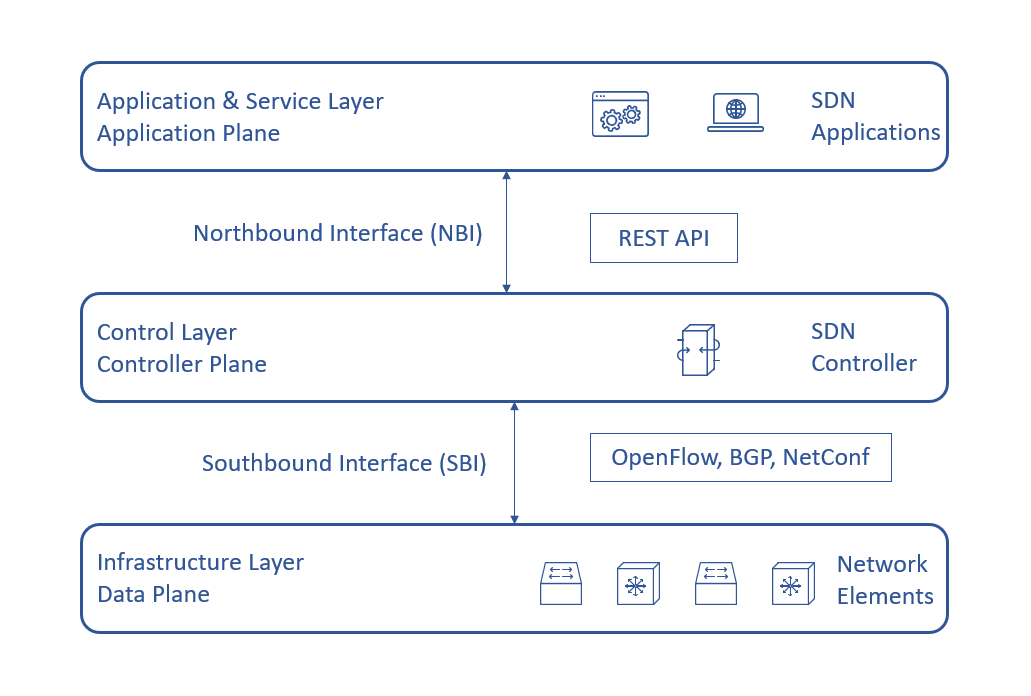 Application & Service Layer
Application Plane
SDN
Applications
Northbound Interface (NBI)
REST API
Control Layer
Controller Plane
SDN
Controller
Southbound Interface (SBI)
OpenFlow, BGP, NetConf
Infrastructure Layer
Data Plane
Network
Elements